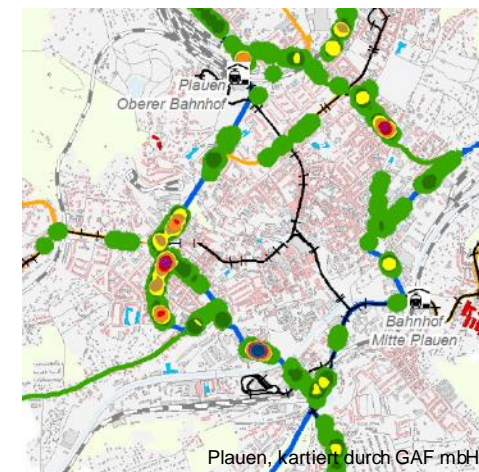 Plauen
Oberer Bahnhof
Bahnhof
Mitte Plauen
Plauen, kartiert durch GAF mbH